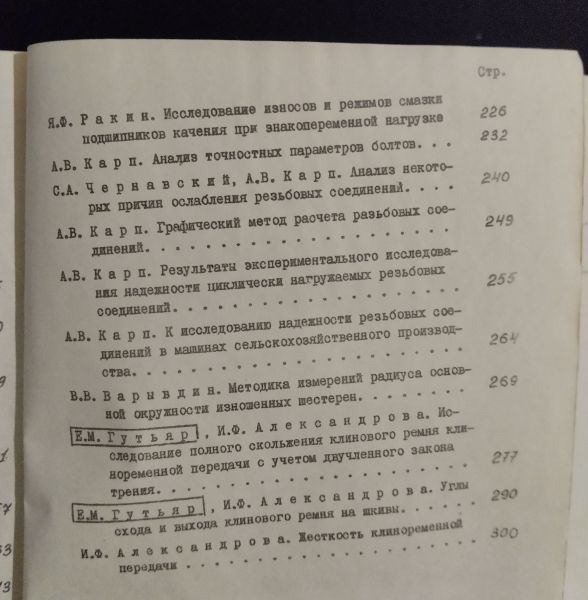 Стр.
Я.Ф. Р а к и н. Исследование износов и режимов смазки
подшипников качения при знакопеременной нагрузке 226
А.В. К а р п. Анализ точностных параметров болтов. . . 232
С.А. Ч е р н а в с к и й, А.В. К а р п. Анализ некото-
рых причин ослабления резьбовых соединений. . . . 240
А.В. К а р п. Графический метод расчета разьбовых сое-
динений. . . . . . . . . . . . . . . . . . . . 249
А.В. К а р п. Результаты экспериментального исследова-
ния надежности циклически нагружаемых резьбовых
соединений. . . . . . . . . . . . . . . . . . 255
А.В. К а р п. К исследованию надежности резьбовых сое-
динений в машинах сельскохозяйственного производ-
ства. . . . . . . . . . . . . . . . . . . . . 264
В.В. В а р ы в д и н. Методика измерений радиуса основ-
ной окружности изношенных шестерен. . . . . . . . 269
Е.М. Г у т ь я р , И.Ф. А л е к с а н д р о в а. Ис-
следование полного скольжения клинового ремня кли-
ноременной передачи с учетом двучленного закона
трения. . . . . . . . . . . . . . . . . . . . 277
Е.М. Г у т ь я р , И.Ф. А л е к с а н д р о в а. Углы
схода и выхода клинового ремня на шкивы. . . . . . 290
И.Ф. А л е к с а н д р о в а. Жесткость клиноременной
передачи . . . . . . . . . . . . . . . . . . 300